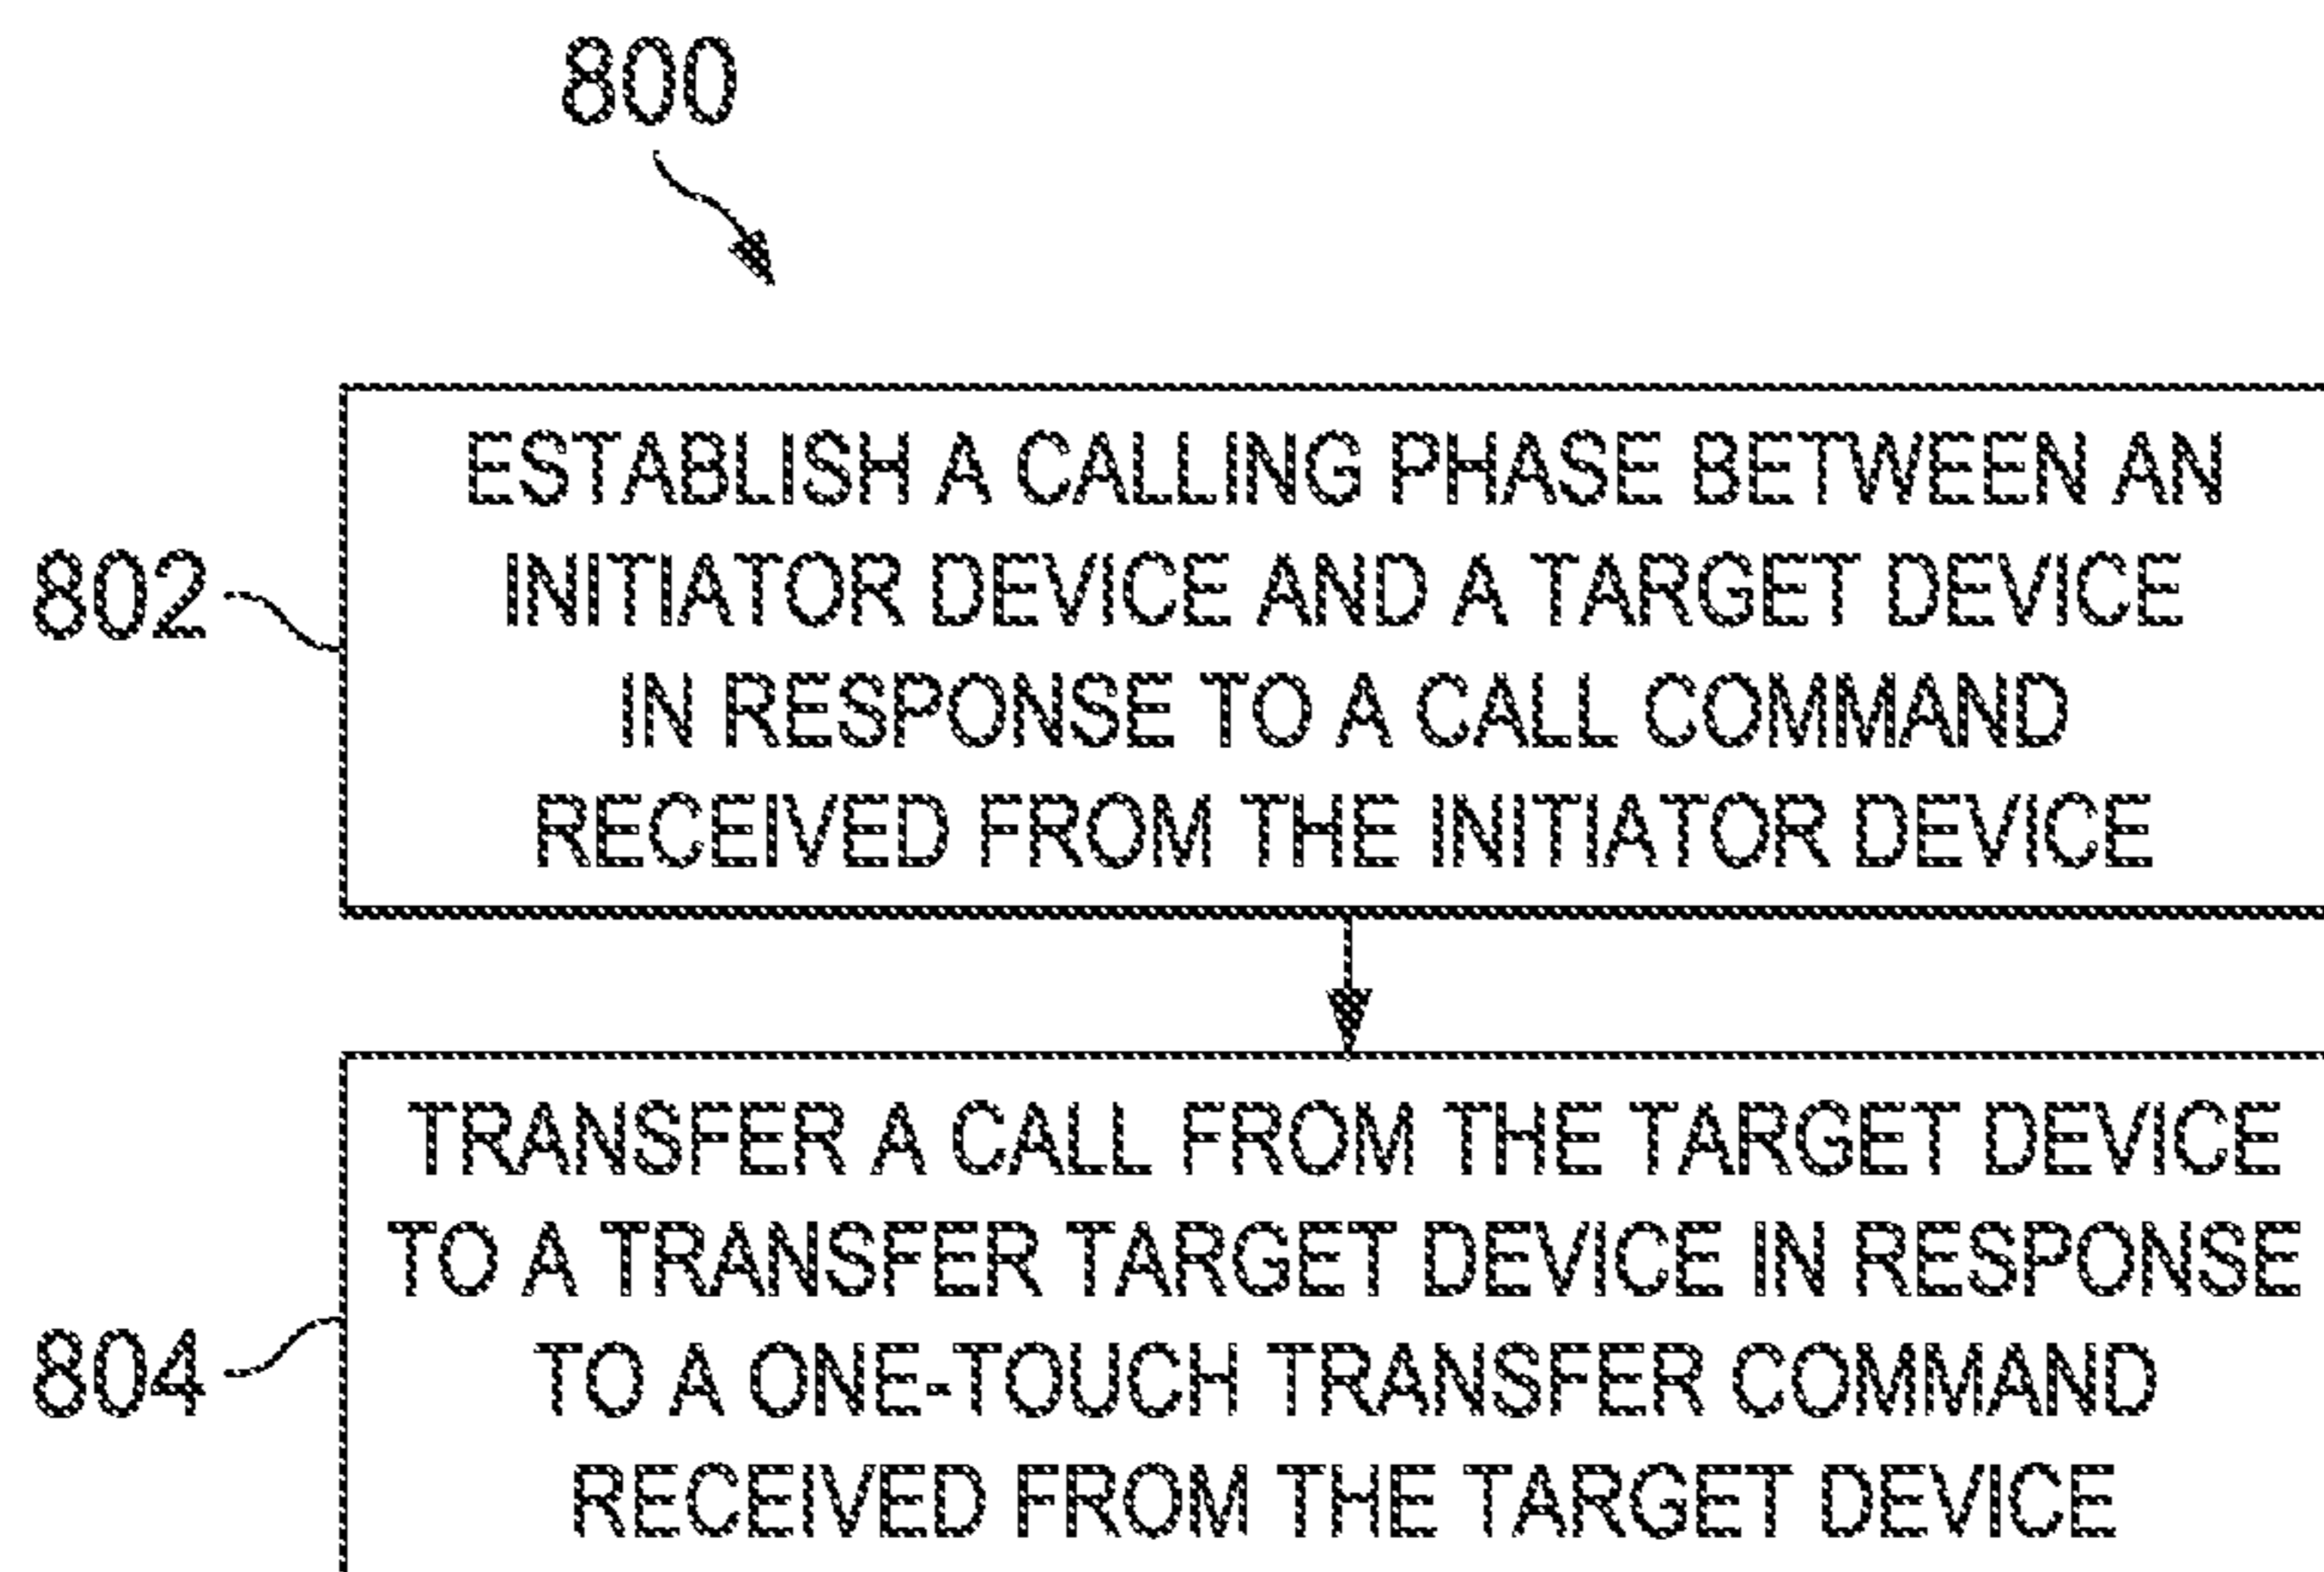 800
802
ESTABLISH A CALLING PHASE BETWEEN AN
INITIATOR DEVICE AND A TARGET DEVICE
IN RESPONSE TO A CALL COMMAND
RECEIVED FROM THE INITIATOR DEVICE
804
TRANSFER A CALL FROM THE TARGET DEVICE
TO A TRANSFER TARGET DEVICE IN RESPONSE
TO A ONE-TOUCH TRANSFER COMMAND
RECEIVED FROM THE TARGET DEVICE